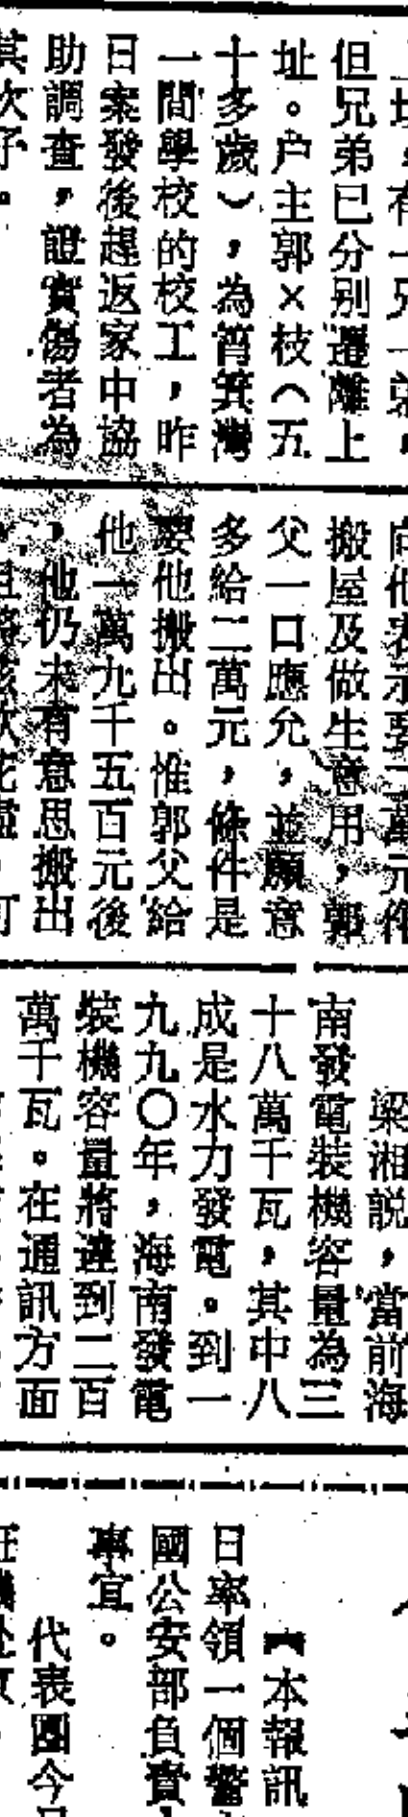 有一兄一弟，
但兄弟已分別遷離上
址。户主郭×枝（五
十多歲），為筲箕灣
一間學校的校工，昨
日案發後趕返家中協
助調查，證實傷者為
其次子。
向他表示要二萬元作
搬屋及做生意用，郭
父一口應允，並願意
多給二萬元，條件是
要他搬出。惟郭父給
他一萬九千五百元後
，他仍未有意思搬出
梁湘説，當前海
南發電裝機容量為三
十八萬千瓦，其中八
成是水力發電。到一
九九〇年，海南發電
裝機容量將達到二百
萬千瓦。在通訊方面
【本報訊
日率領一個
國公安部負責
事宜。
代表團今